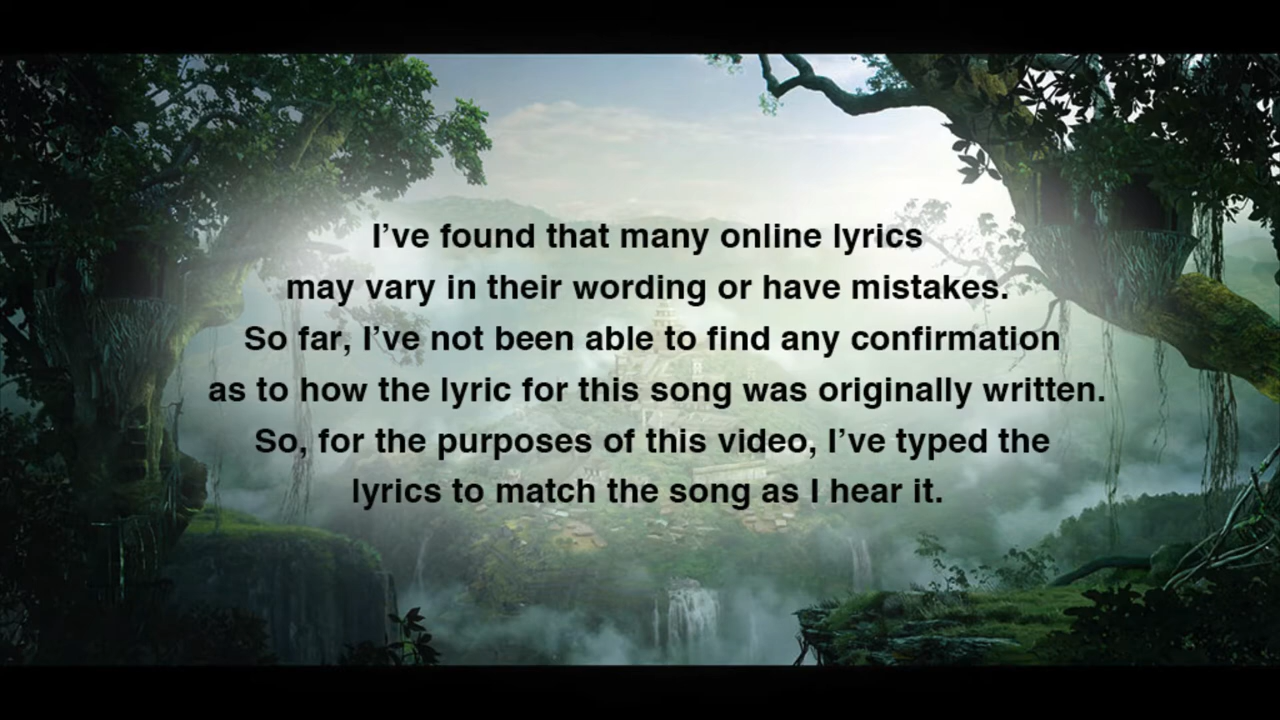 I’ve found that many online lyrics
may vary in their wording or have mistakes.
So far, I’ve not been able to find any confirmation
as to how the lyric for this song was originally written.
So, for the purposes of this video, I’ve typed the
lyrics to match the song as I hear it.